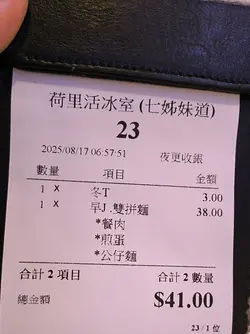 荷里活冰室 (七姊妹道)
23
2025/08/17 06:57:51 夜更收銀
數量 項目 金額
1 X 冬T 3.00
1 X 早J.雙拼麵 38.00
*餐肉
*煎蛋
*公仔麵
合計 2 項目 合計 2 數量
總金額 $41.00
23 / 1 位